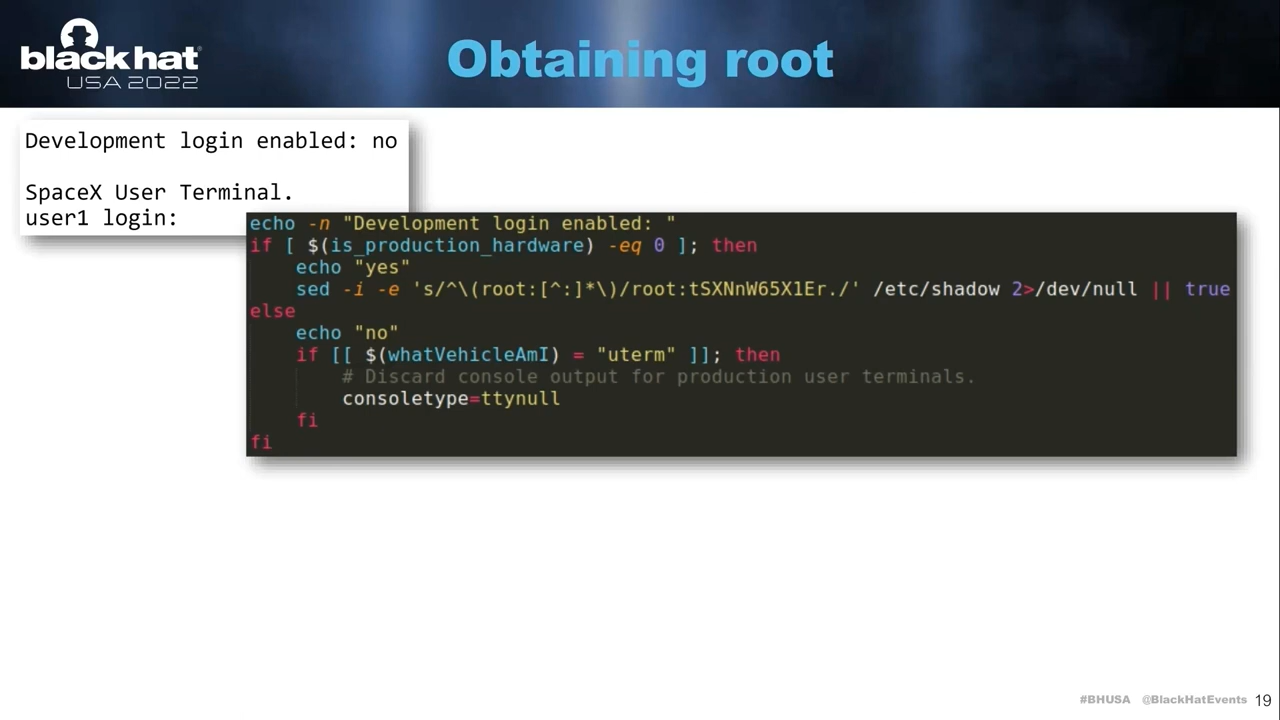 black hat
USA 2022
Obtaining root
Development login enabled: no
SpaceX User Terminal.
user1 login:
echo -n "Development login enabled: "
if [ $(is_production_hardware) -eq 0 ]; then
    echo "yes"
    sed -i -e 's/^\(root:[^:]*\)/root:tSXNnW65X1Er./' /etc/shadow 2>/dev/null || true
else
    echo "no"
    if [[ $(whatVehicleAmI) = "uterm" ]]; then
        # Discard console output for production user terminals.
        consoletype=ttynull
    fi
fi
#BHUSA @BlackHatEvents 19